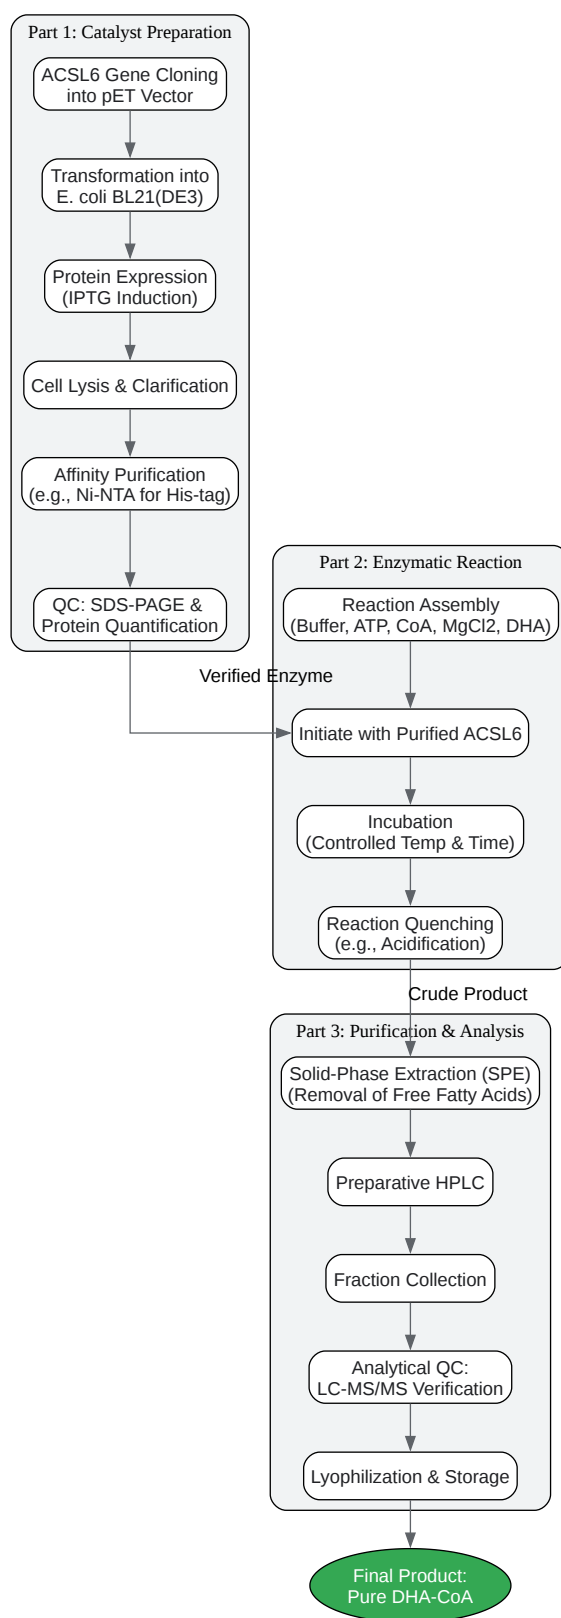 Part 1: Catalyst Preparation
ACSL6 Gene Cloning
into pET Vector
Transformation into
E. coli BL21(DE3)
Protein Expression
(IPTG Induction)
Cell Lysis & Clarification
Affinity Purification
(e.g., Ni-NTA for His-tag)
QC: SDS-PAGE &
Protein Quantification
Verified Enzyme
Part 2: Enzymatic Reaction
Reaction Assembly
(Buffer, ATP, CoA, MgCl2, DHA)
Initiate with Purified ACSL6
Incubation
(Controlled Temp & Time)
Reaction Quenching
(e.g., Acidification)
Crude Product
Part 3: Purification & Analysis
Solid-Phase Extraction (SPE)
(Removal of Free Fatty Acids)
Preparative HPLC
Fraction Collection
Analytical QC:
LC-MS/MS Verification
Lyophilization & Storage
Final Product:
Pure DHA-CoA